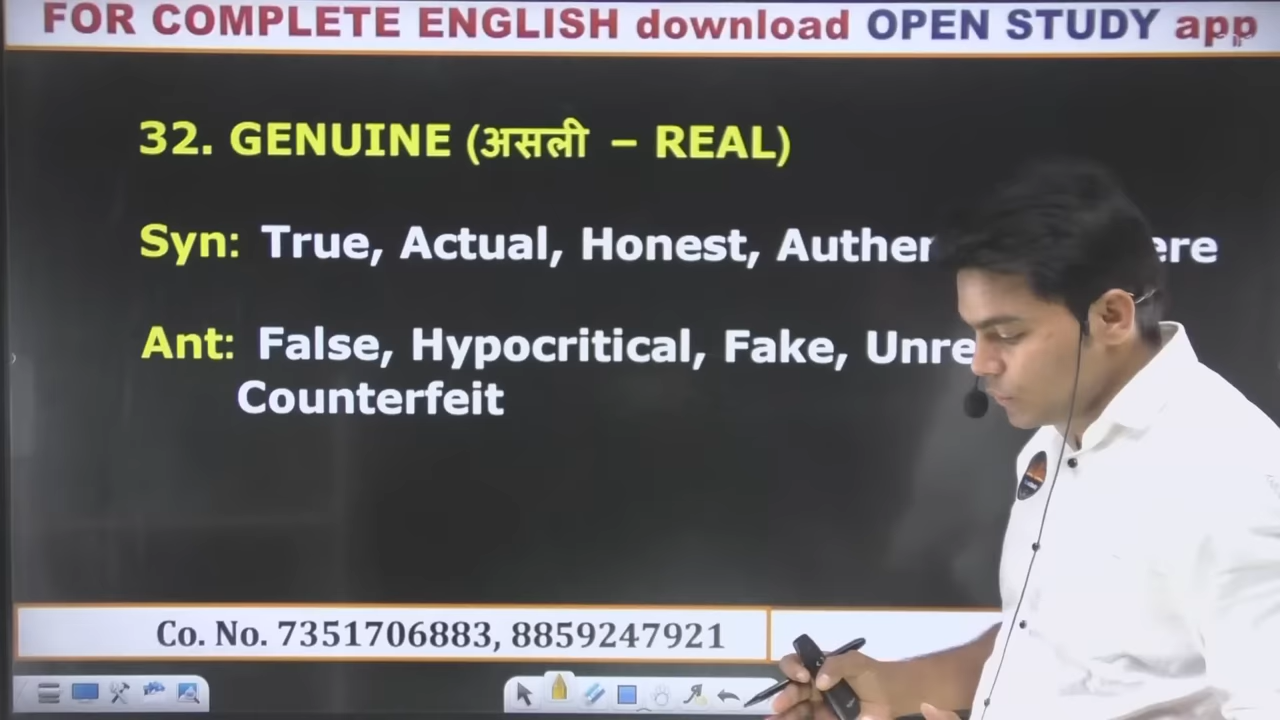 FOR COMPLETE ENGLISH download OPEN STUDY app
32. GENUINE (असली – REAL)
Syn: True, Actual, Honest,
Ant: False, Hypocritical, Fake,
Counterfeit
Co. No. 7351706883, 8859247921